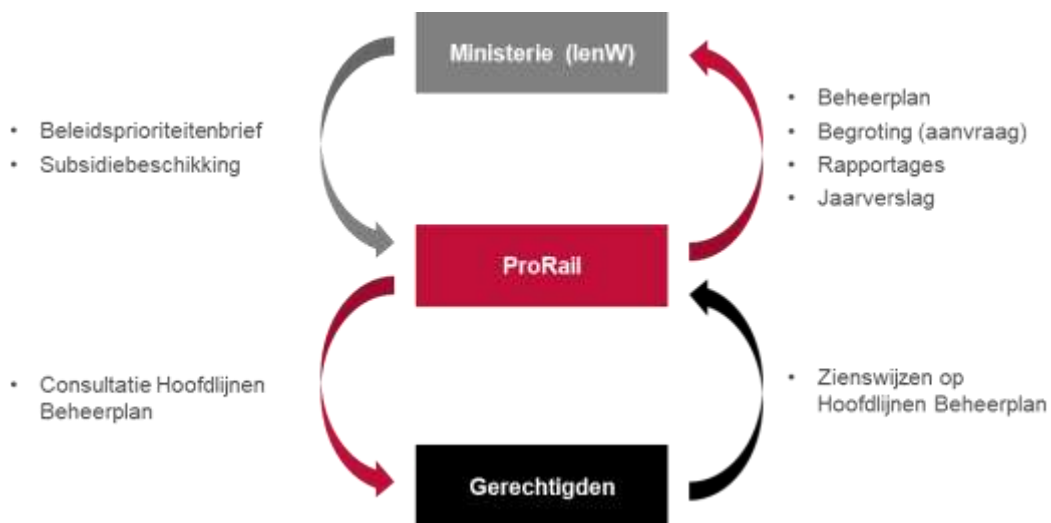 Ministerie (IenW)
• Beleidsprioriteitenbrief
• Subsidiebeschikking
• Beheerplan
• Begroting (aanvraag)
• Rapportages
• Jaarverslag
ProRail
• Consultatie Hoofdlijnen
Beheerplan
• Zienswijzen op
Hoofdlijnen Beheerplan
Gerechtigden